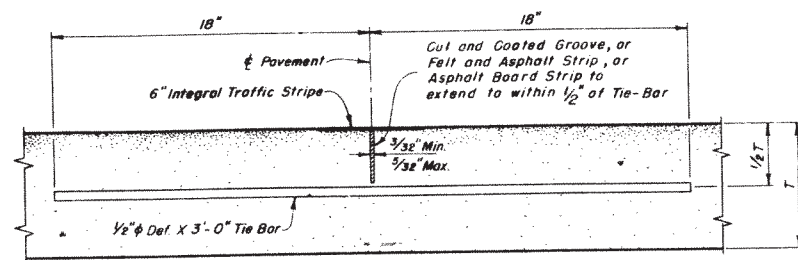 18"
18"
℄ Pavement
6" Integral Traffic Stripe
Cut and Coated Groove, or
Felt and Asphalt Strip, or
Asphalt Board Strip to
extend to within 1/2" of Tie-Bar
3/32" Min.
5/32" Max.
1/2 T
T
1/2" ϕ Def. X 3'-0" Tie Bar